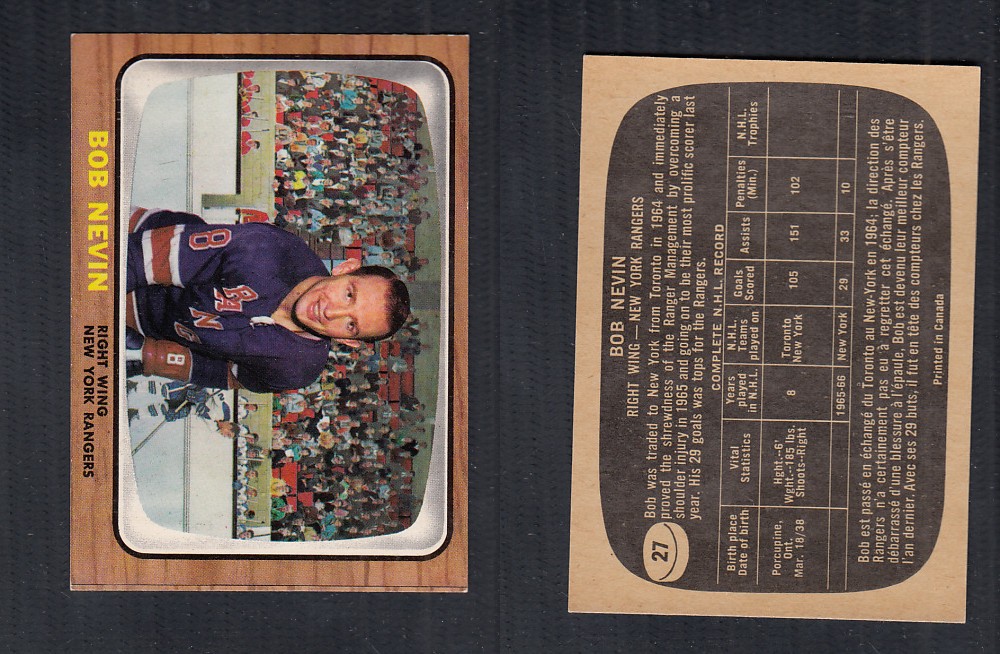 BOB NEVIN
RIGHT WING
NEW YORK RANGERS
8
8
BOB NEVIN
RIGHT WING — NEW YORK RANGERS
27
Bob was traded to New York from Toronto in 1964 and immediately
proved the shrewdness of the Ranger Management by overcoming a
shoulder injury in 1965 and going on to be their most prolific scorer last
year. His 29 goals was tops for the Rangers.
COMPLETE N.H.L. RECORD
Birth place Date of birth | Vital Statistics | Years played in N.H.L. | N.H.L. Teams played on | Goals Scored | Assists | Penalties (Min.) | N.H.L. Trophies
Porcupine, Ont. Mar. 18/38 | Hght.--6' Wght--185 lbs. Shoots--Right | 8 | Toronto New York | 105 | 151 | 102
1965-66 | New York | 29 | 33 | 10
Bob est passé en échangé du Toronto au New-York en 1964; la direction des
Rangers n'a certainement pas eu à regretter cet échangé. Après s'être
débarrassé d'une blessure à l'épaule, Bob est devenu leur meilleur compteur
l'an dernier. Avec ses 29 buts, il fut en tête des compteurs chez les Rangers.
Printed in Canada